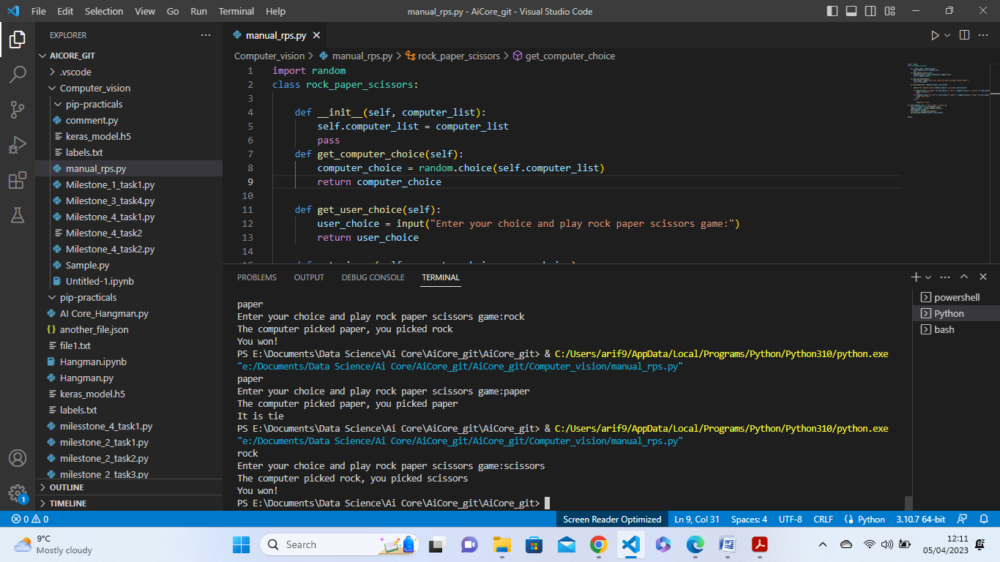 File Edit Selection View Go Run Terminal Help
manual_rps.py - AiCore_git - Visual Studio Code
EXPLORER
AICORE_GIT
.vscode
Computer_vision
pip-practicals
comment.py
keras_model.h5
labels.txt
manual_rps.py
Milestone_1_task1.py
Milestone_3_task4.py
Milestone_4_task1.py
Milestone_4_task2
Milestone_4_task2.py
Sample.py
Untitled-1.ipynb
pip-practicals
AI Core_Hangman.py
another_file.json
file1.txt
Hangman.ipynb
Hangman.py
keras_model.h5
labels.txt
milesstone_4_task1.py
milestone_2_task1.py
milestone_2_task2.py
milestone_2_task3.py
OUTLINE
TIMELINE
manual_rps.py
Computer_vision > manual_rps.py > rock_paper_scissors > get_computer_choice
1 import random
2 class rock_paper_scissors:
3
4 def __init__(self, computer_list):
5 self.computer_list = computer_list
6 pass
7 def get_computer_choice(self):
8 computer_choice = random.choice(self.computer_list)
9 return computer_choice
10
11 def get_user_choice(self):
12 user_choice = input("Enter your choice and play rock paper scissors game:")
13 return user_choice
14
PROBLEMS OUTPUT DEBUG CONSOLE TERMINAL
paper
Enter your choice and play rock paper scissors game:rock
The computer picked paper, you picked rock
You won!
PS E:\Documents\Data Science\Ai Core\AiCore_git\AiCore_git> & C:/Users/arif9/AppData/Local/Programs/Python/Python310/python.exe
"e:/Documents/Data Science/Ai Core/AiCore_git/AiCore_git/Computer_vision/manual_rps.py"
paper
Enter your choice and play rock paper scissors game:paper
The computer picked paper, you picked paper
It is tie
PS E:\Documents\Data Science\Ai Core\AiCore_git\AiCore_git> & C:/Users/arif9/AppData/Local/Programs/Python/Python310/python.exe
"e:/Documents/Data Science/Ai Core/AiCore_git/AiCore_git/Computer_vision/manual_rps.py"
rock
Enter your choice and play rock paper scissors game:scissors
The computer picked rock, you picked scissors
You won!
PS E:\Documents\Data Science\Ai Core\AiCore_git\AiCore_git>
powershell
Python
bash
1
0 0
Screen Reader Optimized Ln 9, Col 31 Spaces: 4 UTF-8 CRLF Python 3.10.7 64-bit
9°C
Mostly cloudy
Search
12:11
05/04/2023